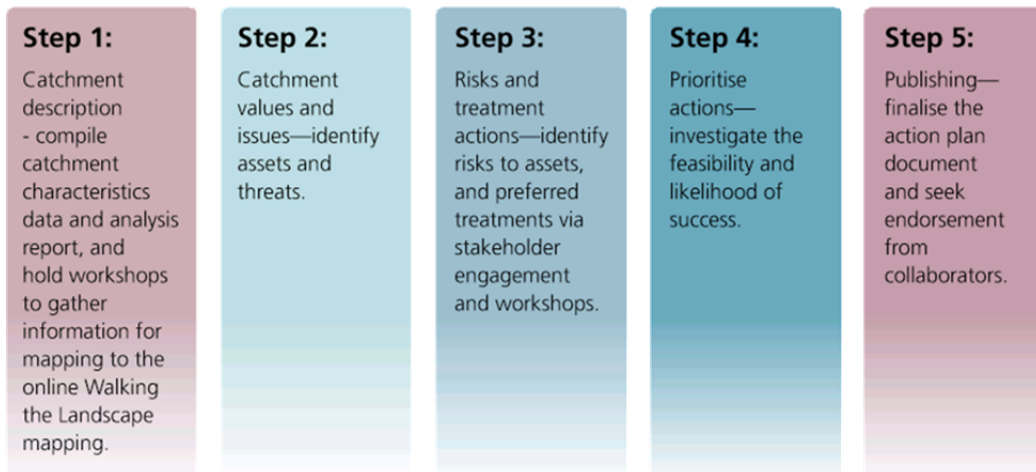 Step 1:
Catchment
description
- compile
catchment
characteristics
data and analysis
report, and
hold workshops
to gather
information for
mapping to the
online Walking
the Landscape
mapping.
Step 2:
Catchment
values and
issues—identify
assets and
threats.
Step 3:
Risks and
treatment
actions—identify
risks to assets,
and preferred
treatments via
stakeholder
engagement
and workshops.
Step 4:
Prioritise
actions—
investigate the
feasibility and
likelihood of
success.
Step 5:
Publishing—
finalise the
action plan
document
and seek
endorsement
from
collaborators.